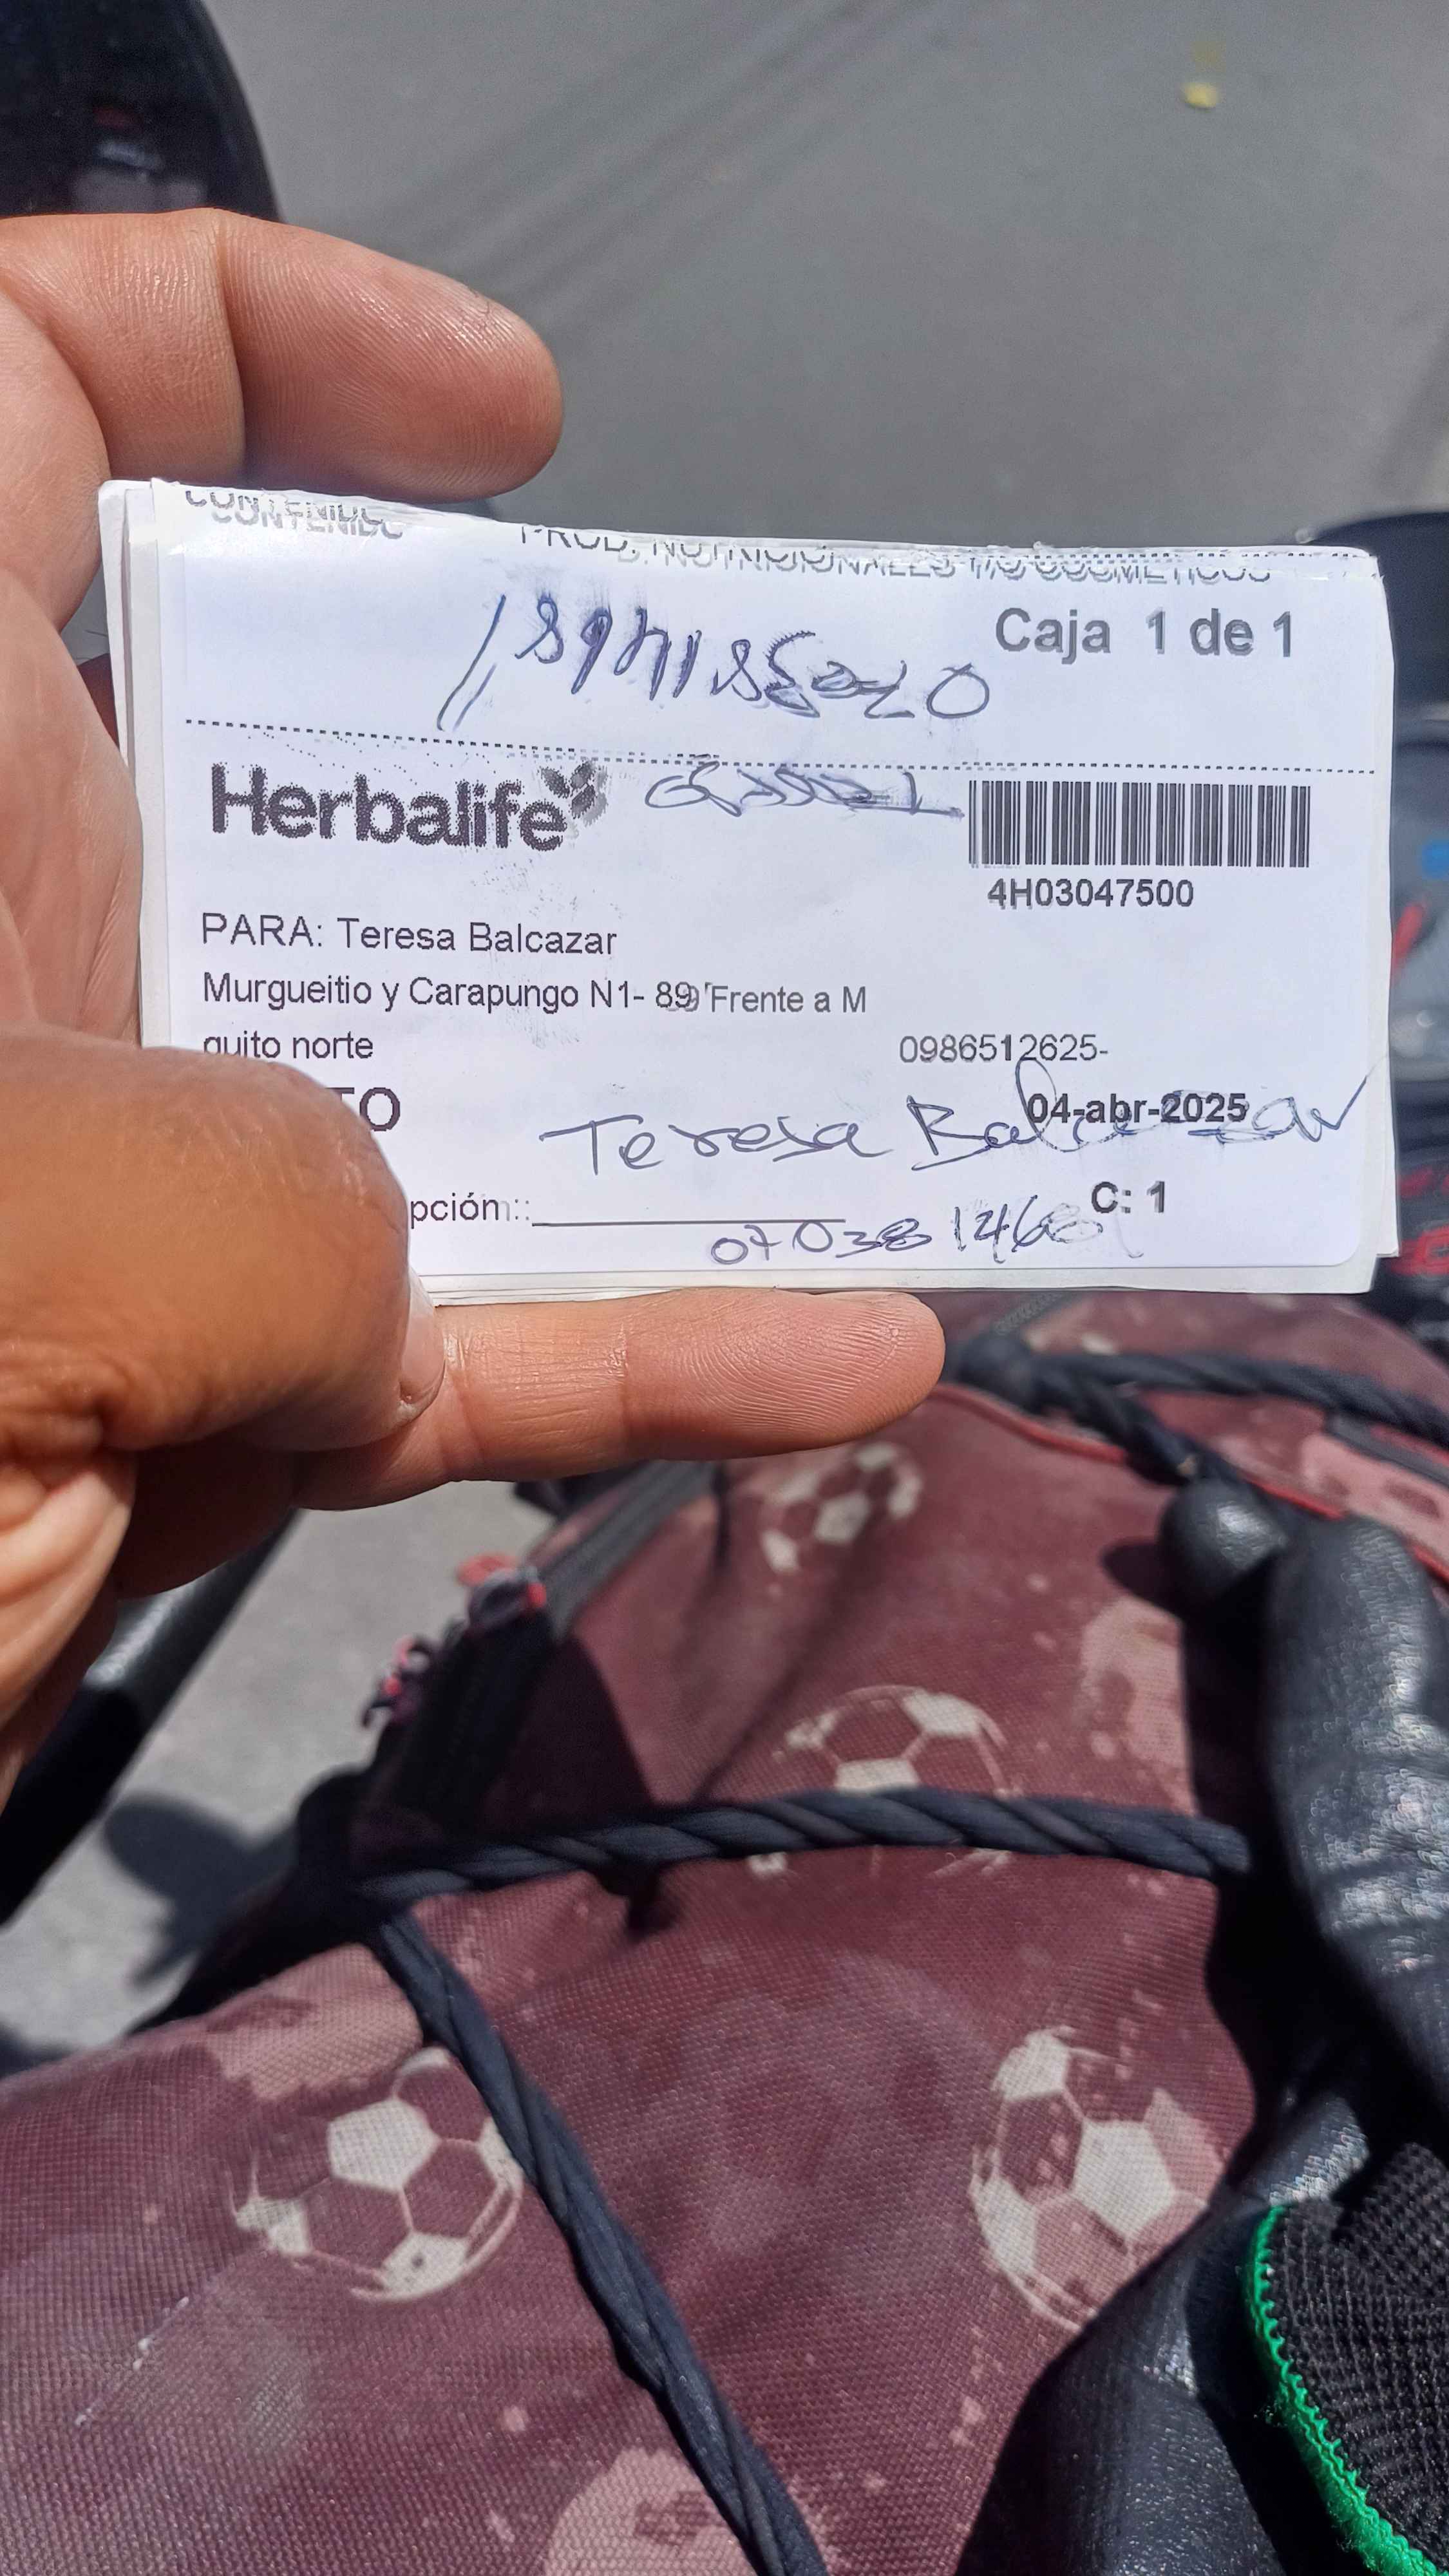 CONTENIDO PROD. NUTRICIONALES Y/O COSMETICOS
Caja 1 de 1
Herbalife
4H03047500
PARA: Teresa Balcazar
Murgueitio y Carapungo N1- 89 Frente a M
quito norte
0986512625-
04-abr-2025
Teresa Balcazar
C: 1